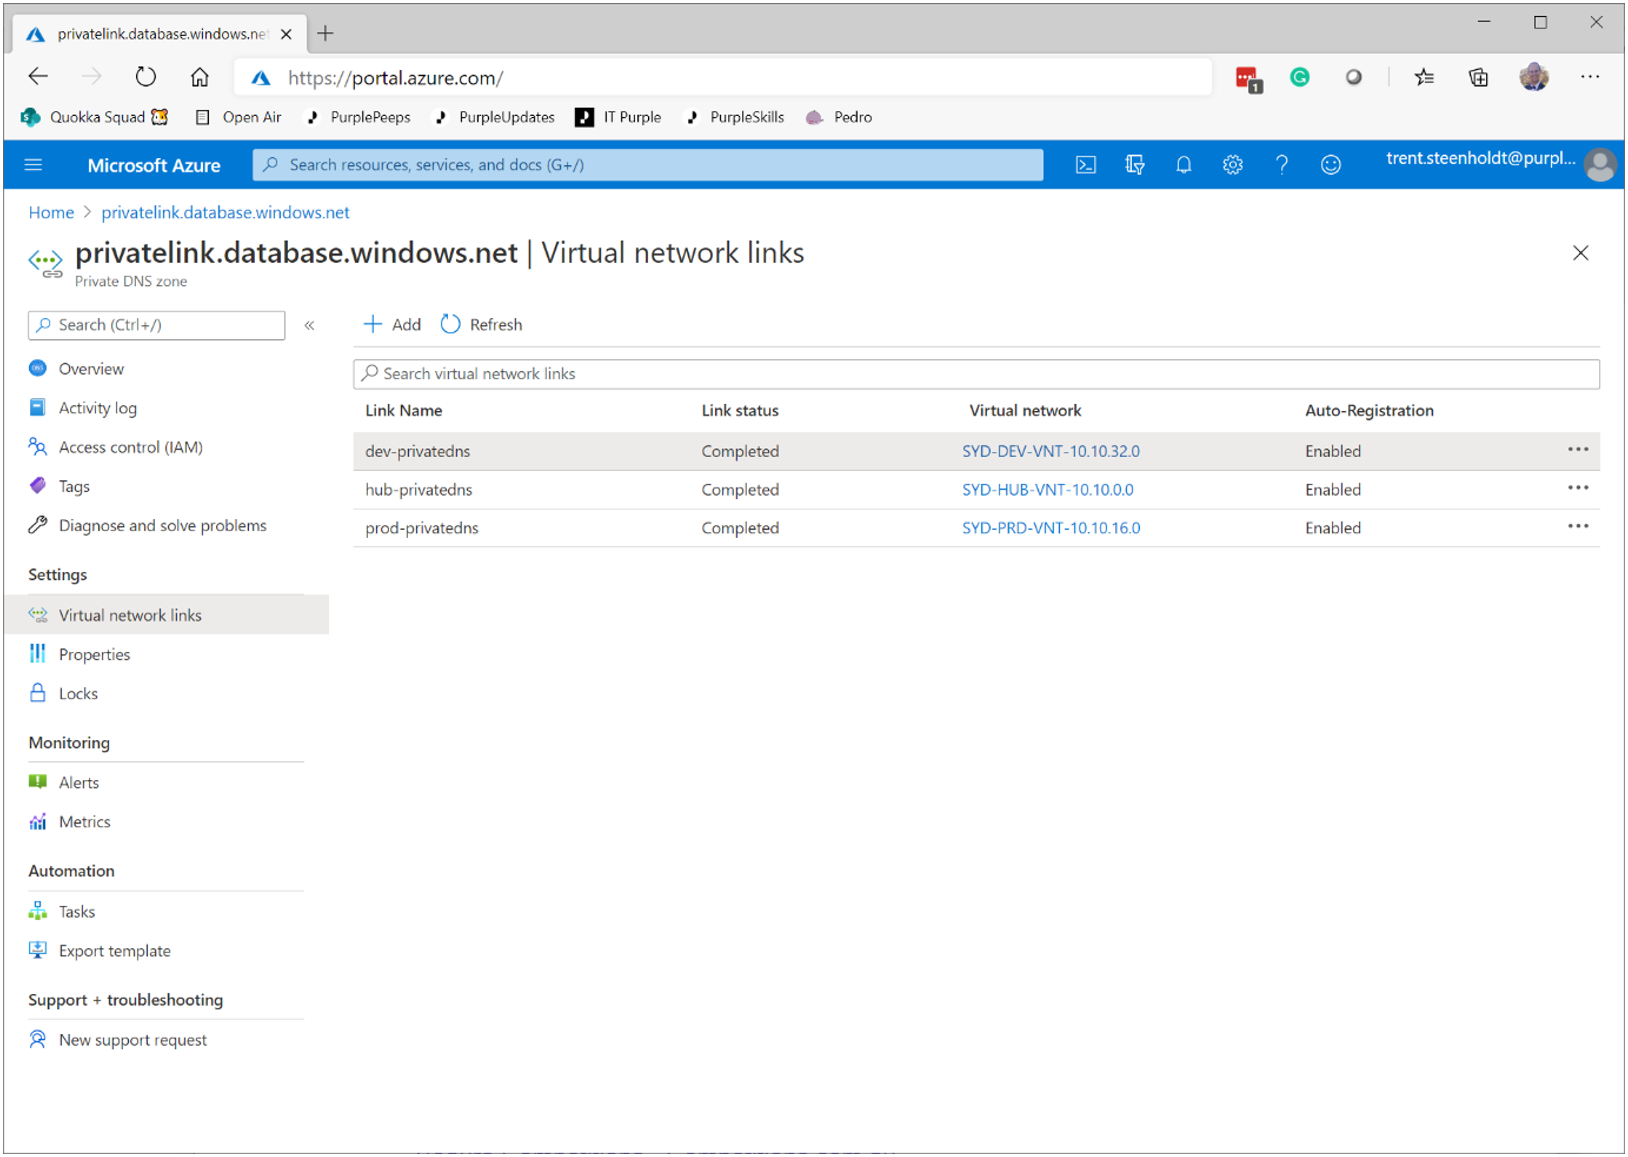 privatelink.database.windows.net
https://portal.azure.com/
1
Quokka Squad Open Air PurplePeeps PurpleUpdates IT Purple PurpleSkills Pedro
Microsoft Azure
Search resources, services, and docs (G+/)
trent.steenholdt@purpl...
Home > privatelink.database.windows.net
privatelink.database.windows.net | Virtual network links
Private DNS zone
Search (Ctrl+/)
«
Overview
Activity log
Access control (IAM)
Tags
Diagnose and solve problems
Settings
Virtual network links
Properties
Locks
Monitoring
Alerts
Metrics
Automation
Tasks
Export template
Support + troubleshooting
New support request
Add Refresh
Search virtual network links
Link Name Link status Virtual network Auto-Registration
dev-privatedns Completed SYD-DEV-VNT-10.10.32.0 Enabled
hub-privatedns Completed SYD-HUB-VNT-10.10.0.0 Enabled
prod-privatedns Completed SYD-PRD-VNT-10.10.16.0 Enabled